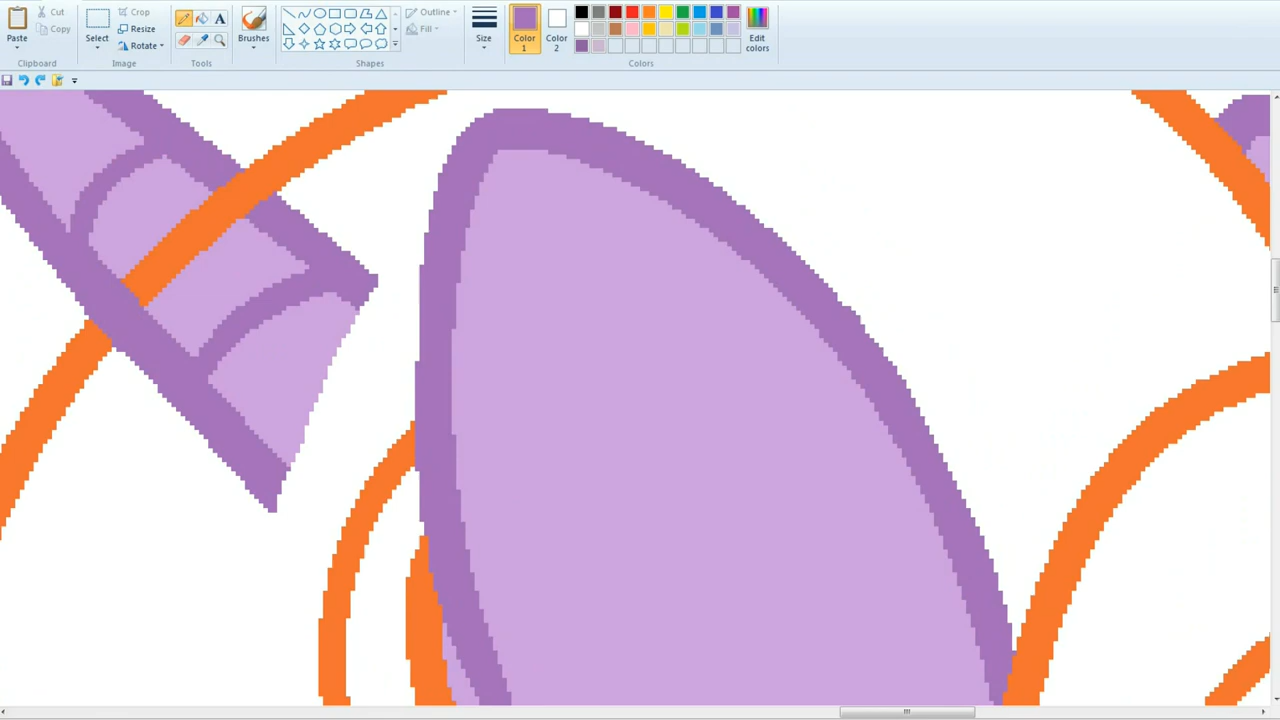 Paste
Cut
Copy
Clipboard
Select
Crop
Resize
Rotate
Image
A
Tools
Brushes
Outline
Fill
Shapes
Size
Color 1
Color 2
Edit colors
Colors